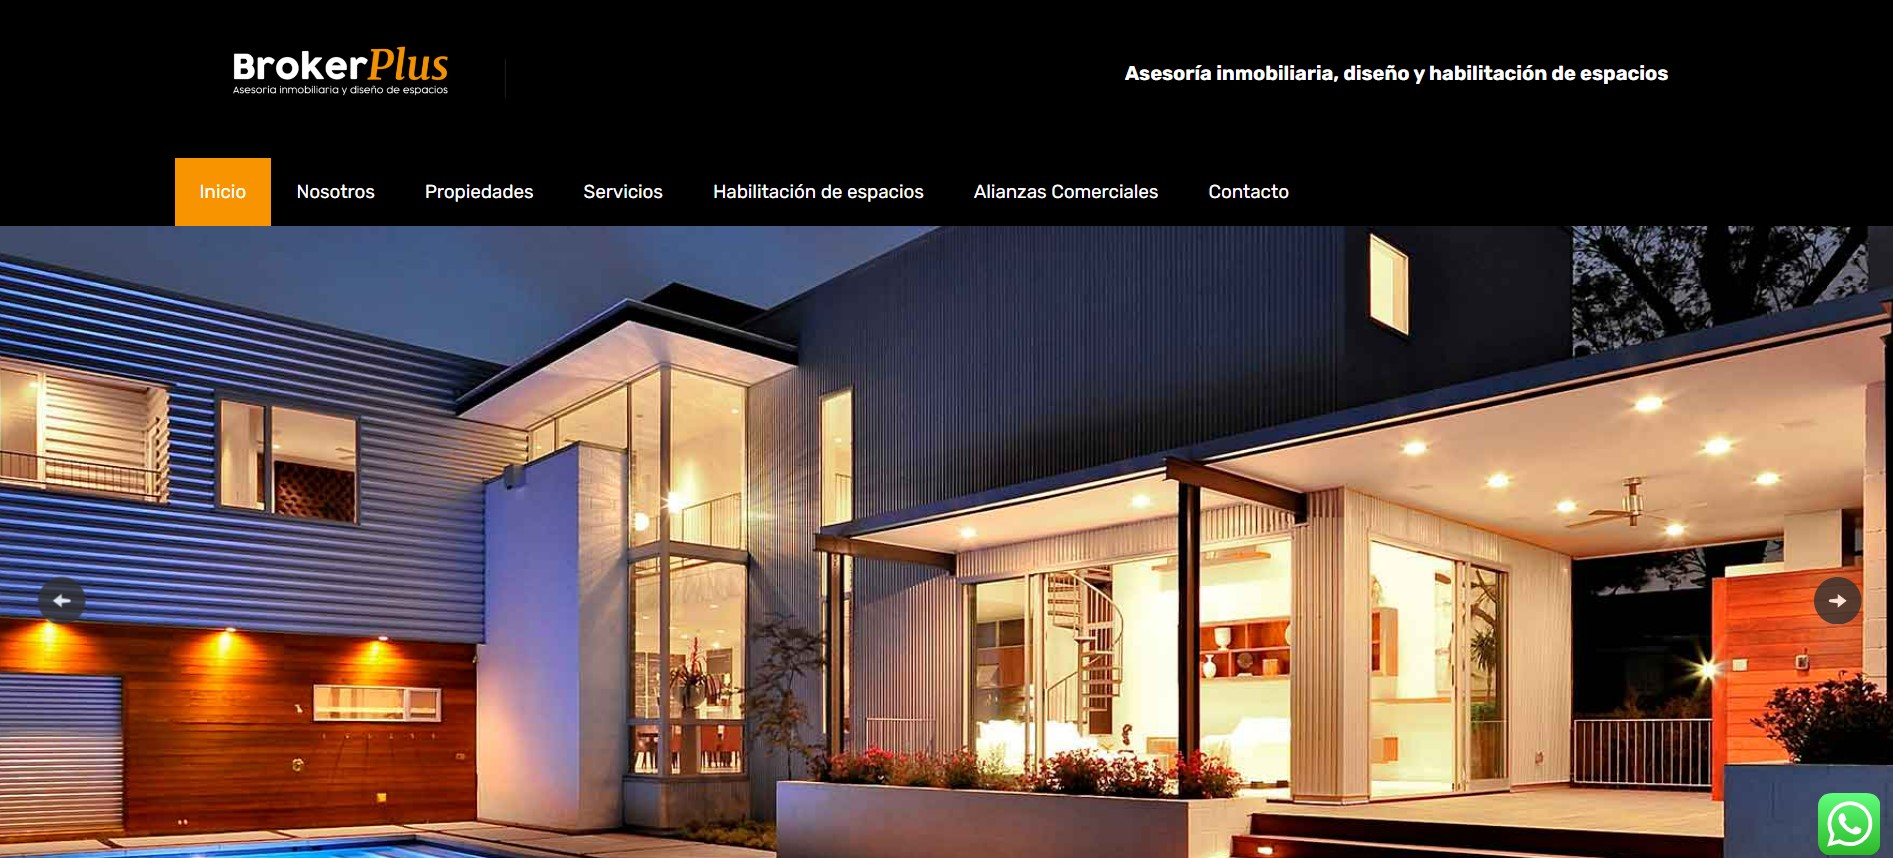 BrokerPlus
Asesoría inmobiliaria y diseño de espacios
Asesoría inmobiliaria, diseño y habilitación de espacios
Inicio Nosotros Propiedades Servicios Habilitación de espacios Alianzas Comerciales Contacto